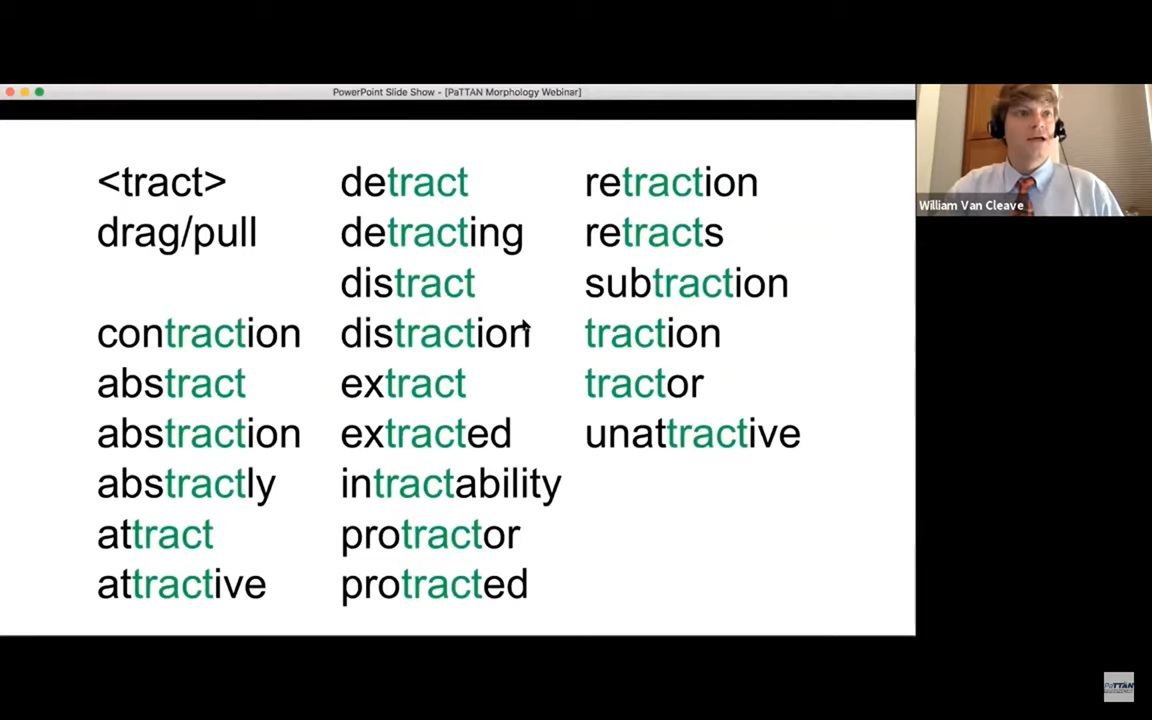 PowerPoint Slide Show - [PaTTAN Morphology Webinar]
<tract>
drag/pull
contraction
abstract
abstraction
abstractly
attract
attractive
detract
detracting
distract
distraction
extract
extracted
intractability
protractor
protracted
retraction
retracts
subtraction
traction
tractor
unattractive
William Van Cleave
PaTTAN